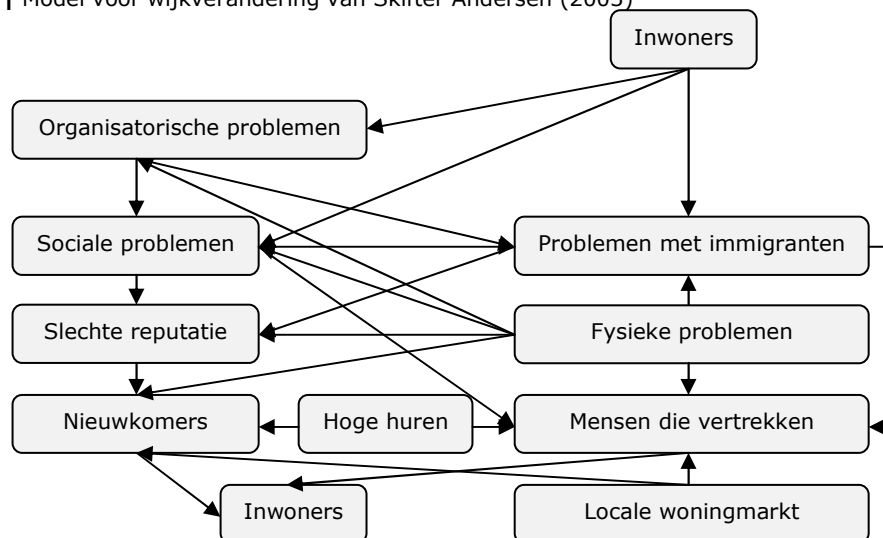 Model voor wijkverandering van Skifter Andersen (2003)
Inwoners
Organisatorische problemen
Sociale problemen
Problemen met immigranten
Slechte reputatie
Fysieke problemen
Nieuwkomers
Hoge huren
Mensen die vertrekken
Inwoners
Locale woningmarkt